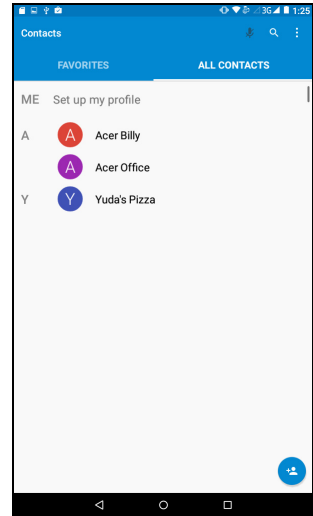 3G 1:25
Contacts
FAVORITES ALL CONTACTS
ME Set up my profile
A A Acer Billy
A Acer Office
Y Y Yuda's Pizza